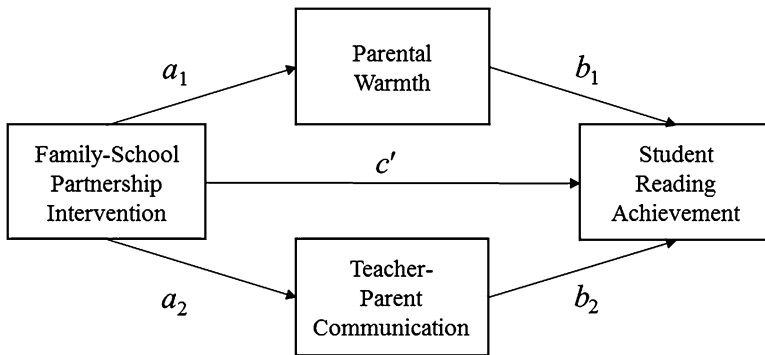 Parental
Warmth
a₁
b₁
Family-School
Partnership
Intervention
c′
Student
Reading
Achievement
a₂
Teacher-
Parent
Communication
b₂